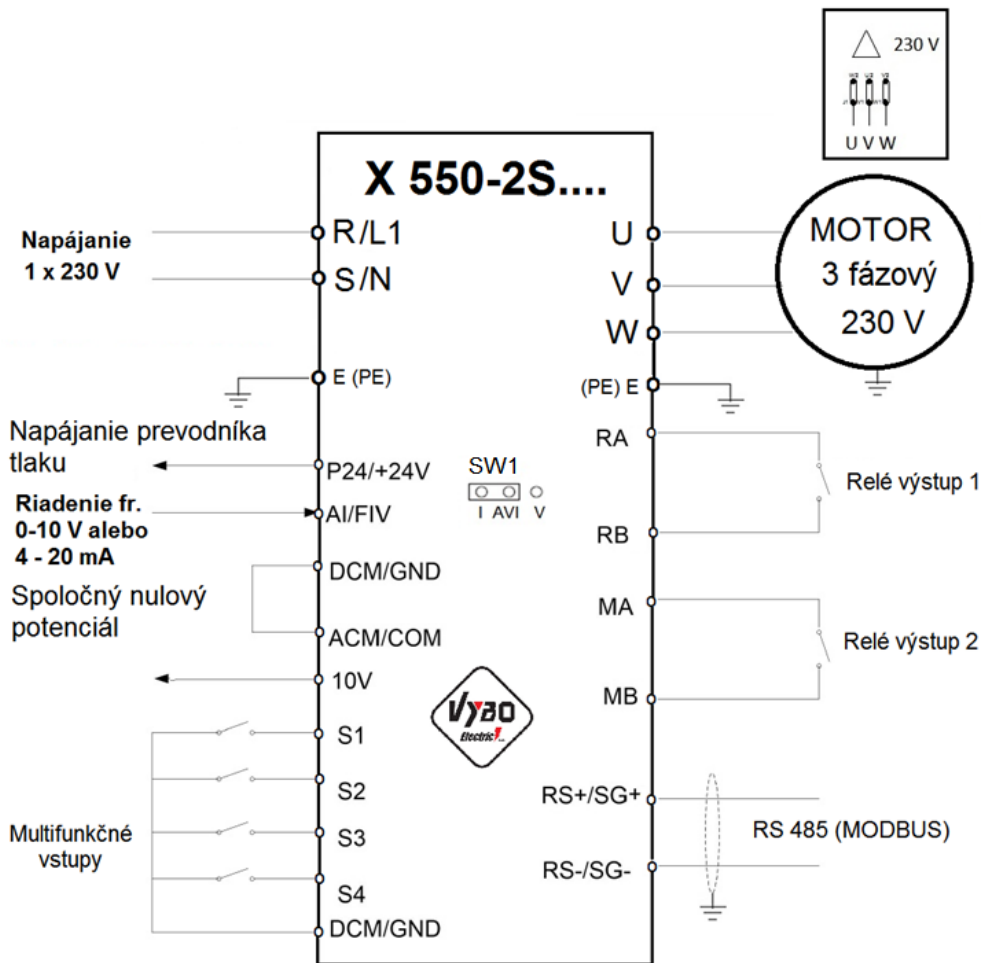 230 V
U V W
X 550-2S....
Napájanie
1 x 230 V
R/L1
S/N
E (PE)
U
V
W
(PE) E
MOTOR
3 fázový
230 V
Napájanie prevodníka
tlaku
P24/+24V
Riadenie fr.
0-10 V alebo
4 - 20 mA
AI/FIV
SW1
I AVI V
DCM/GND
Spoločný nulový
potenciál
ACM/COM
10V
RA
RB
Relé výstup 1
MA
MB
Relé výstup 2
VYBO
Electric
S1
S2
S3
S4
Multifunkčné
vstupy
DCM/GND
RS+/SG+
RS-/SG-
RS 485 (MODBUS)